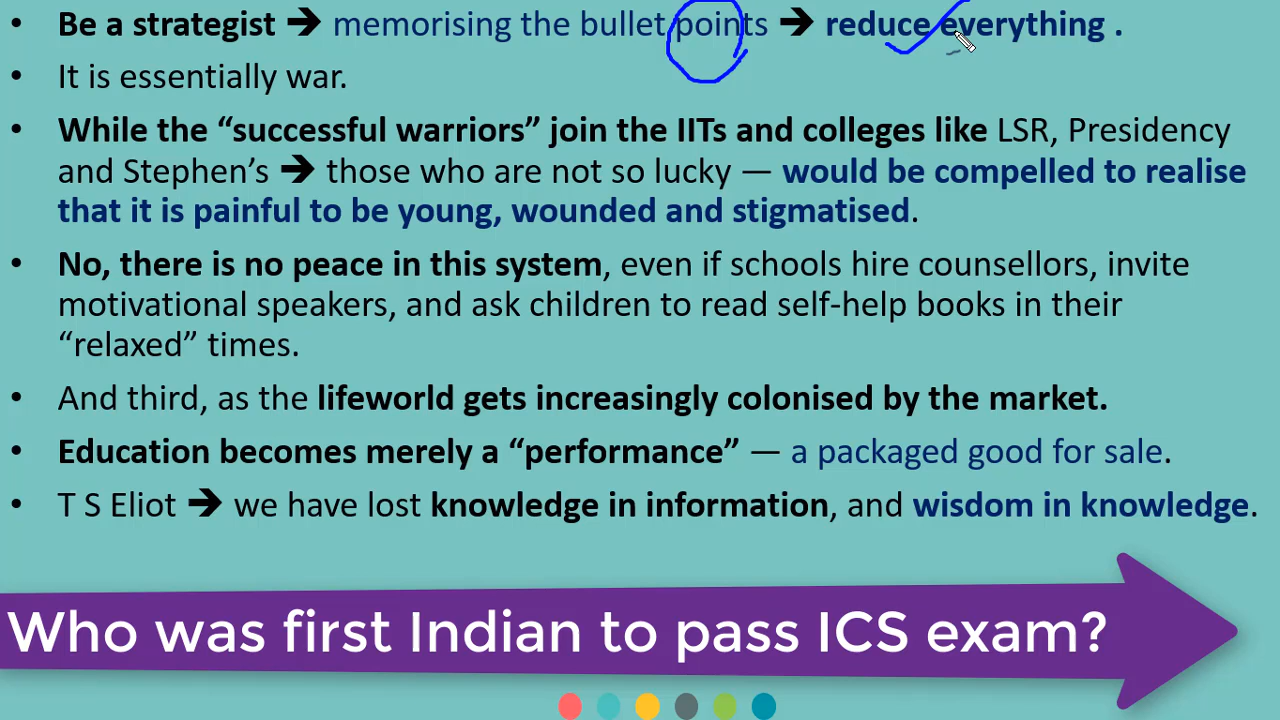 • Be a strategist ➔ memorising the bullet points ➔ reduce everything .
• It is essentially war.
• While the “successful warriors” join the IITs and colleges like LSR, Presidency
and Stephen’s ➔ those who are not so lucky — would be compelled to realise
that it is painful to be young, wounded and stigmatised.
• No, there is no peace in this system, even if schools hire counsellors, invite
motivational speakers, and ask children to read self-help books in their
“relaxed” times.
• And third, as the lifeworld gets increasingly colonised by the market.
• Education becomes merely a “performance” — a packaged good for sale.
• T S Eliot ➔ we have lost knowledge in information, and wisdom in knowledge.
Who was first Indian to pass ICS exam?